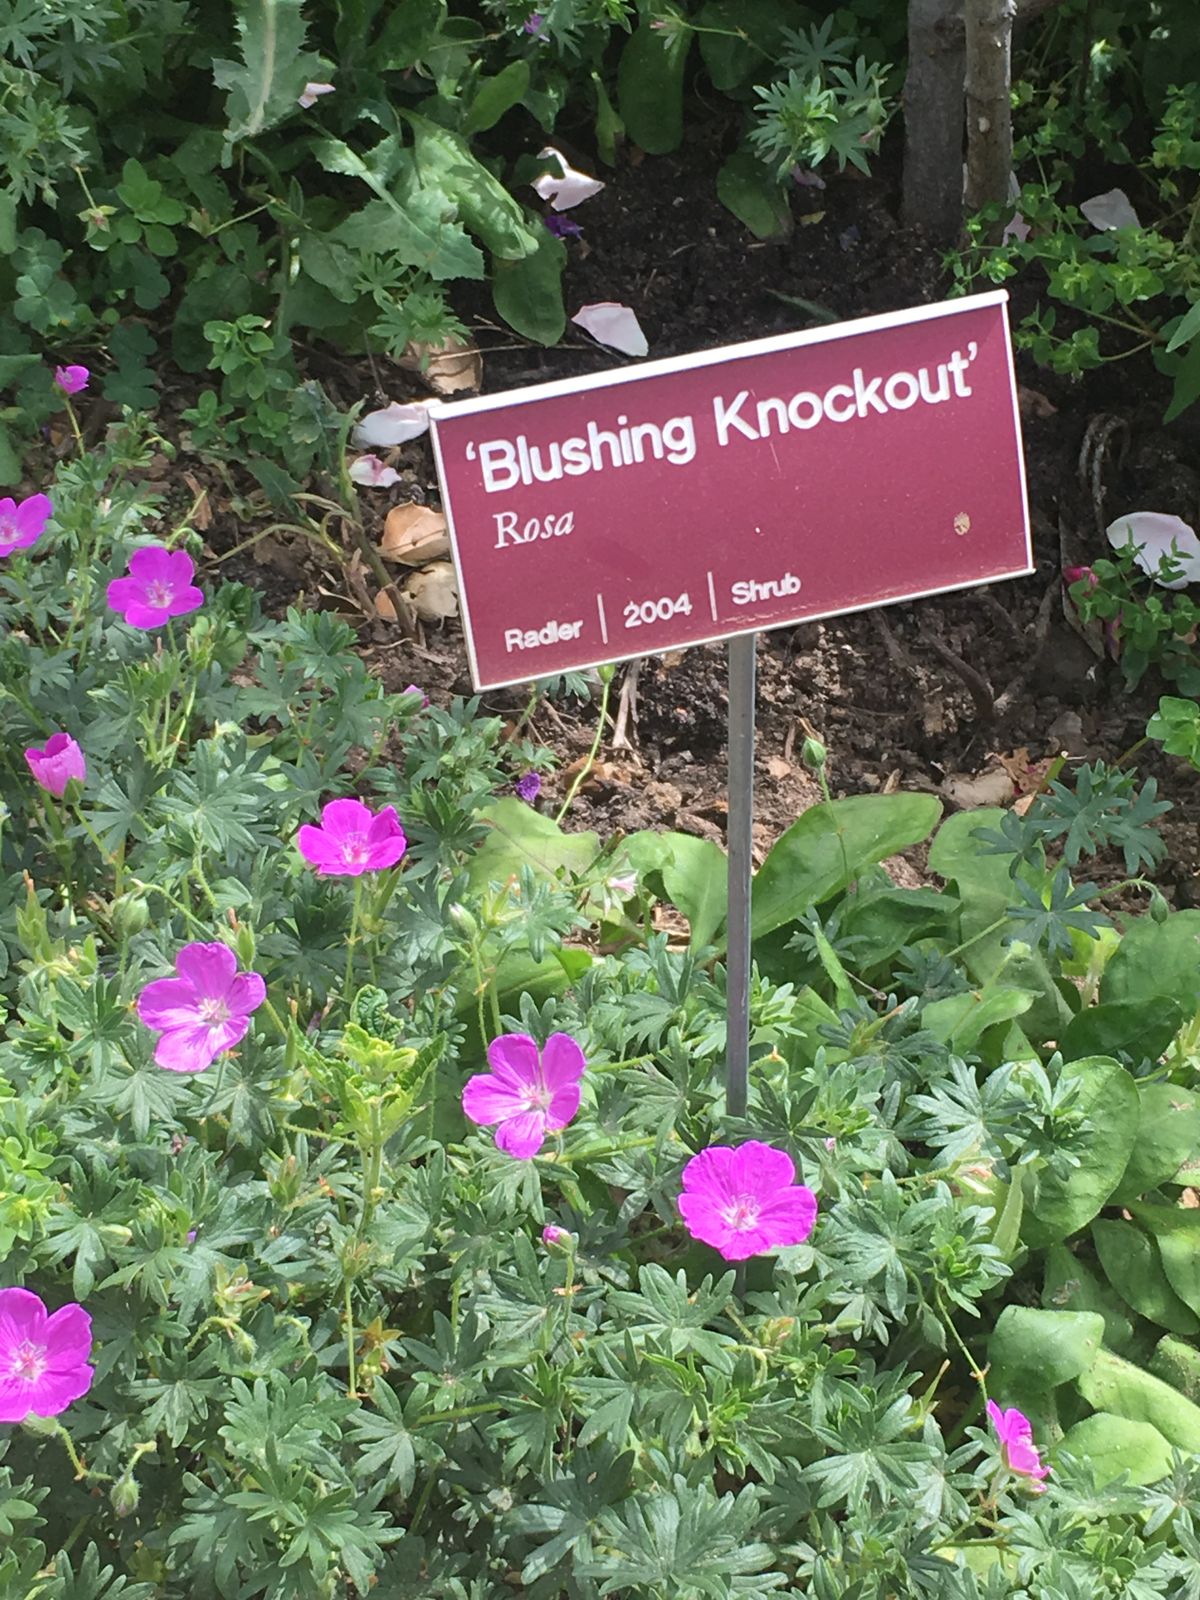 ‘Blushing Knockout’
Rosa
Radler | 2004 | Shrub